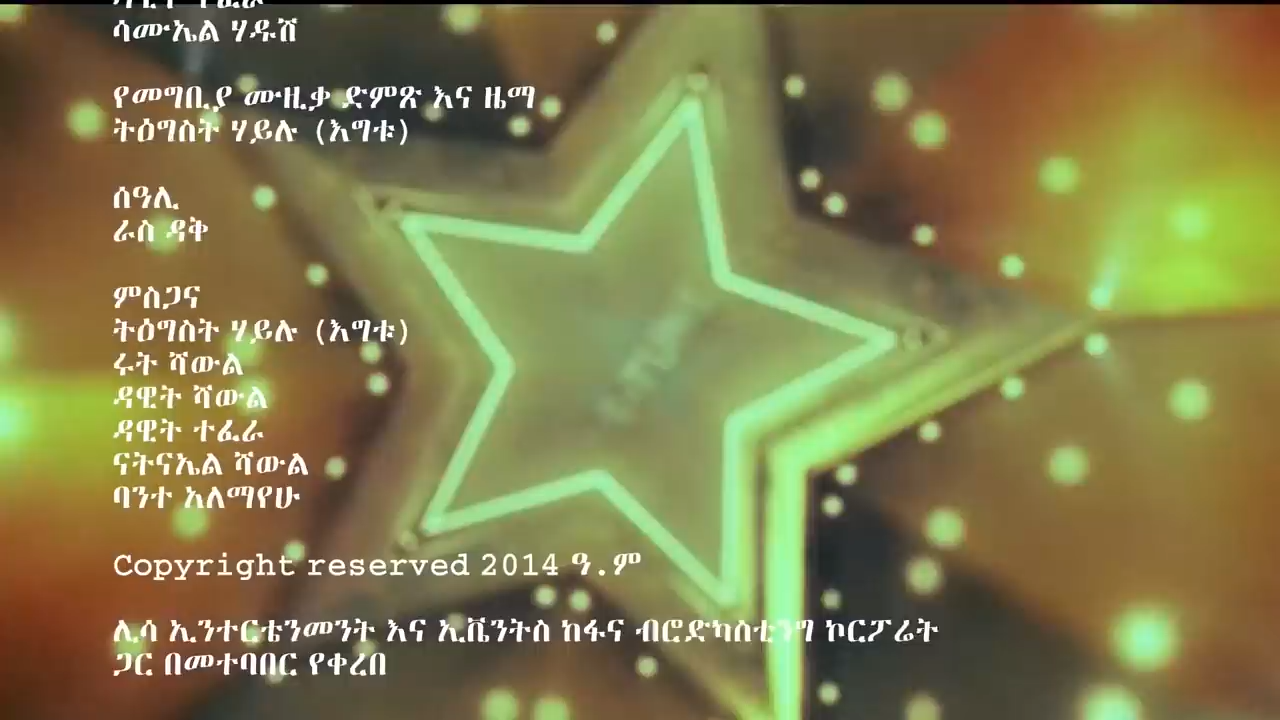 ሳሙኤል ሃዱሽ
የመግቢያ ሙዚቃ ድምጽ እና ዜማ
ትዕግስት ሃይሉ (እግቱ)
ሰዓሊ
ራስ ዳቅ
ምስጋና
ትዕግስት ሃይሉ (እግቱ)
ሩት ሻውል
ዳዊት ሻውል
ዳዊት ተፈራ
ናትናኤል ሻውል
ባንተ አለማየሁ
Copyright reserved 2014 ዓ.ም
ሊሳ ኢንተርቴንመንት እና ኢቬንትስ ከፋና ብሮድካስቲንግ ኮርፖሬት
ጋር በመተባበር የቀረበ